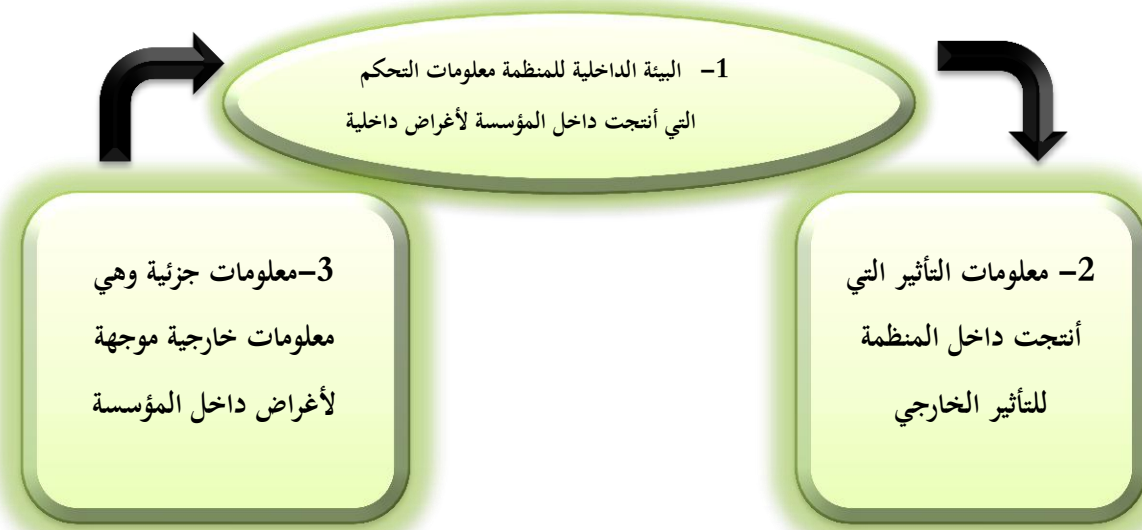 1- البيئة الداخلية للمنظمة معلومات التحكم
التي أنتجت داخل المؤسسة لأغراض داخلية
2- معلومات التأثير التي
أنتجت داخل المنظمة
للتأثير الخارجي
3-معلومات جزئية وهي
معلومات خارجية موجهة
لأغراض داخل المؤسسة